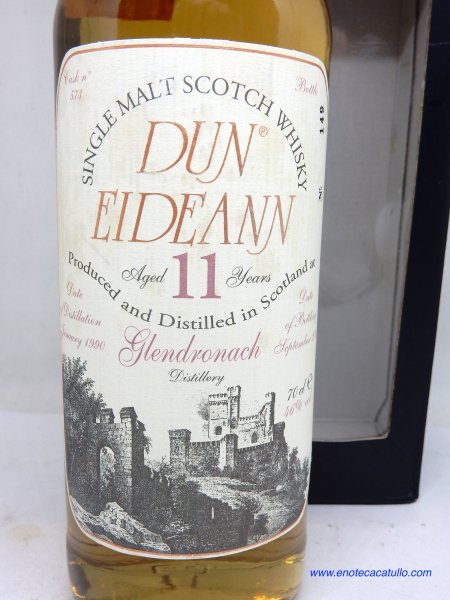 Cask n°
574
Bottle
N° 149
SINGLE MALT SCOTCH WHISKY
DUN®
EIDEANN
Aged 11 Years
Produced and Distilled in Scotland at
Date
Distillation
January 1990
Date
of Bottling
September
Glendronach
Distillery
70 cl
46% vol
www.enotecacatullo.com